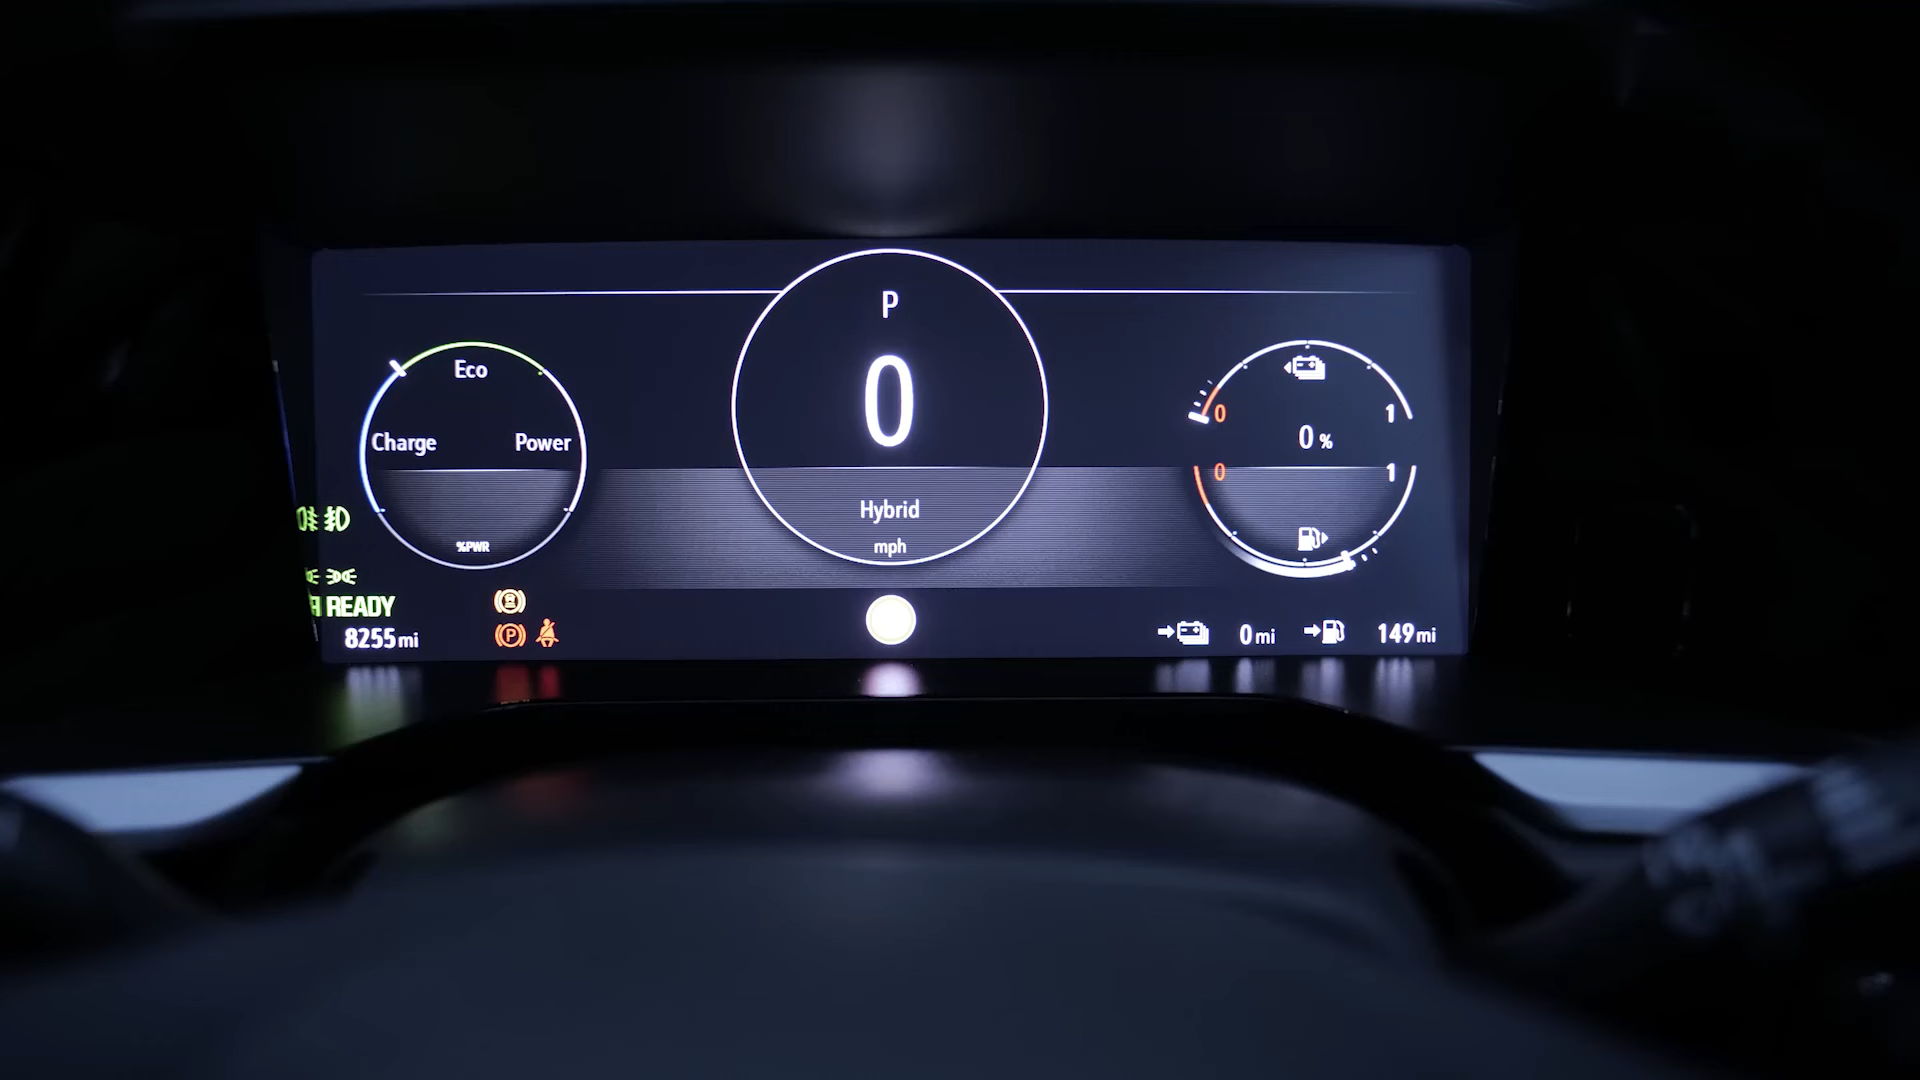 P
0
Hybrid
mph
Eco
Charge
Power
%PWR
0
1
0 %
0
1
READY
8255 mi
P
0 mi
149 mi